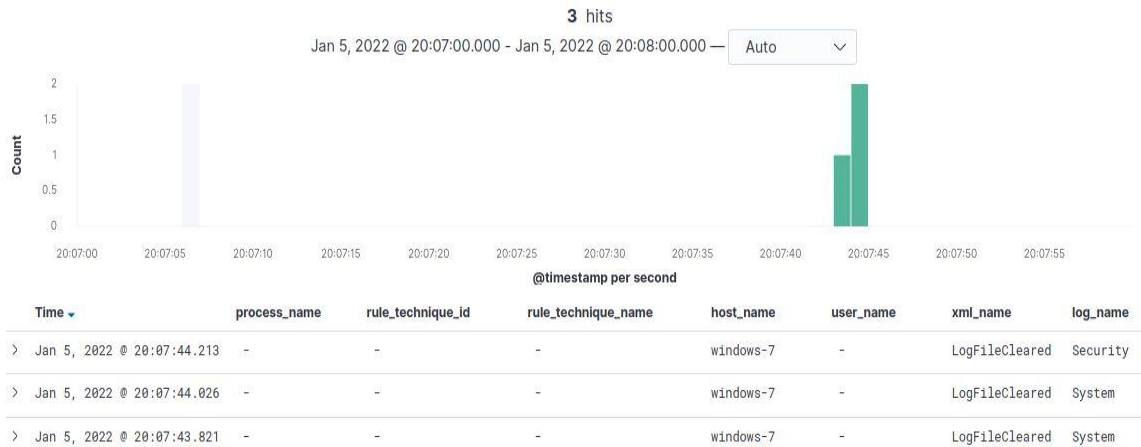 3 hits
Jan 5, 2022 @ 20:07:00.000 - Jan 5, 2022 @ 20:08:00.000 — Auto
2
1.5
1
0.5
0
Count
20:07:00 20:07:05 20:07:10 20:07:15 20:07:20 20:07:25 20:07:30 20:07:35 20:07:40 20:07:45 20:07:50 20:07:55
@timestamp per second
Time process_name rule_technique_id rule_technique_name host_name user_name xml_name log_name
Jan 5, 2022 @ 20:07:44.213 - - - windows-7 - LogFileCleared Security
Jan 5, 2022 @ 20:07:44.026 - - - windows-7 - LogFileCleared System
Jan 5, 2022 @ 20:07:43.821 - - - windows-7 - LogFileCleared System